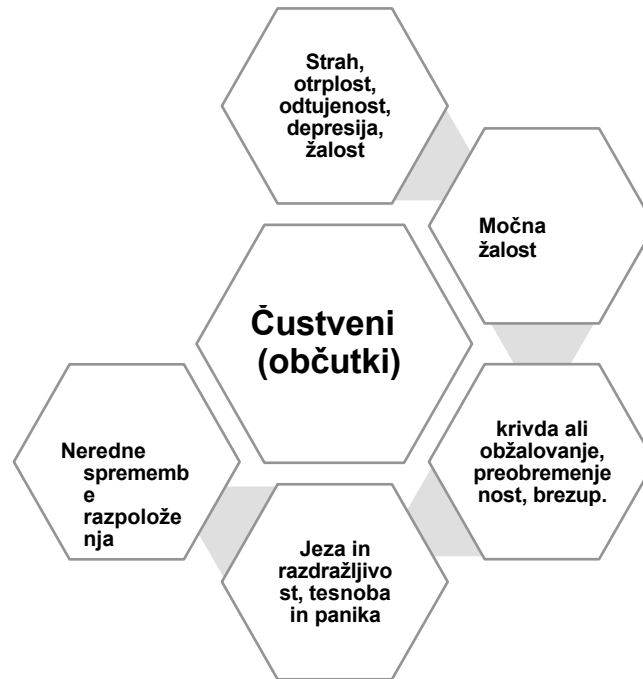 Strah,
otrplost,
odtujenost,
depresija,
žalost
Močna
žalost
Čustveni
(občutki)
krivda ali
obžalovanje,
preobremenje
nost, brezup.
Neredne
sprememb
e
razpolože
nja
Jeza in
razdražljivo
st, tesnoba
in panika